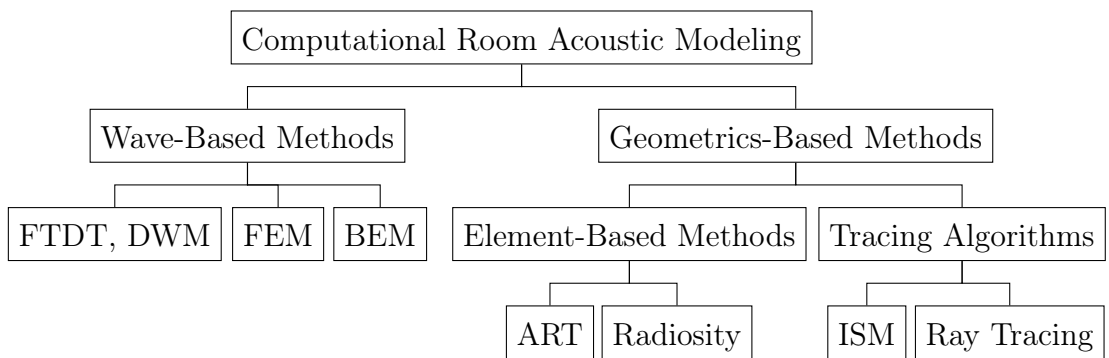 Computational Room Acoustic Modeling
Wave-Based Methods
Geometrics-Based Methods
FTDT, DWM
FEM
BEM
Element-Based Methods
Tracing Algorithms
ART
Radiosity
ISM
Ray Tracing